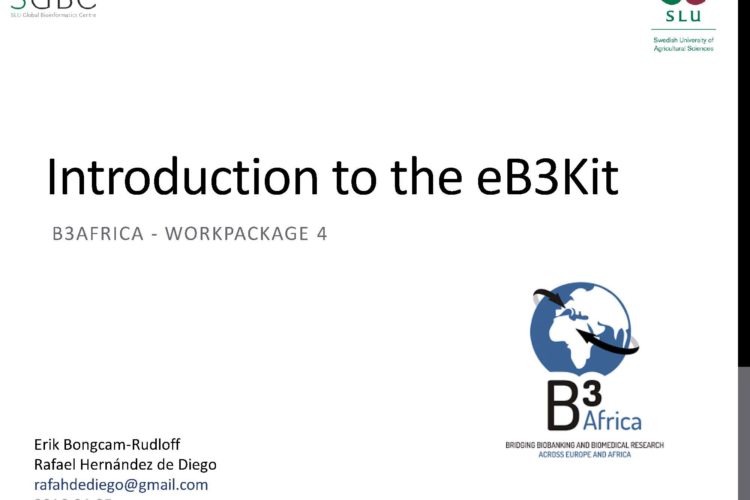 SGBC
SLU Global Bioinformatics Centre
SLU
Swedish University of
Agricultural Sciences
Introduction to the eB3Kit
B3AFRICA - WORKPACKAGE 4
B3
Africa
BRIDGING BIOBANKING AND BIOMEDICAL RESEARCH
ACROSS EUROPE AND AFRICA
Erik Bongcam-Rudloff
Rafael Hernández de Diego
rafahdediego@gmail.com